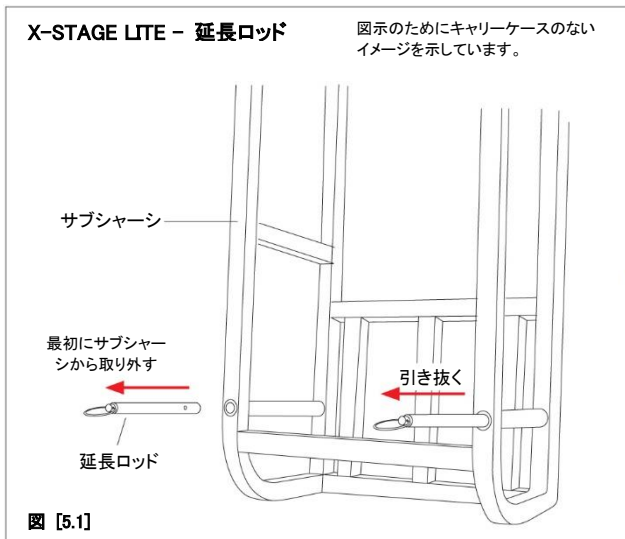 X-STAGE LITE – 延長ロッド
図示のためにキャリーケースのない
イメージを示しています。
サブシャーシ
最初にサブシャー
シから取り外す
引き抜く
延長ロッド
図 [5.1]